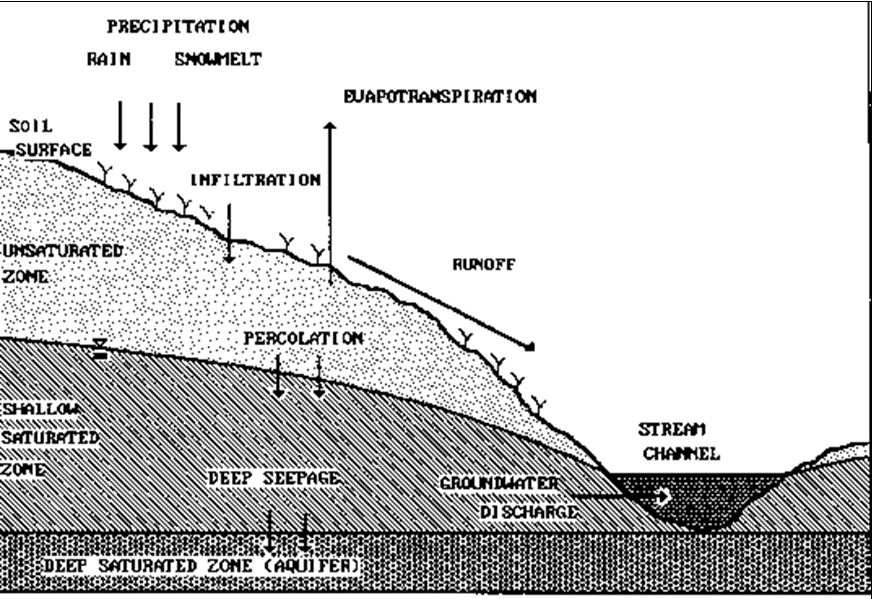 PRECIPITATION
RAIN SNOWMELT
EVAPOTRANSPIRATION
SOIL
SURFACE
INFILTRATION
UNSATURATED
ZONE
RUNOFF
PERCOLATION
SHALLOW
SATURATED
ZONE
STREAM
CHANNEL
DEEP SEEPAGE
GROUNDWATER
DISCHARGE
DEEP SATURATED ZONE (AQUIFER)